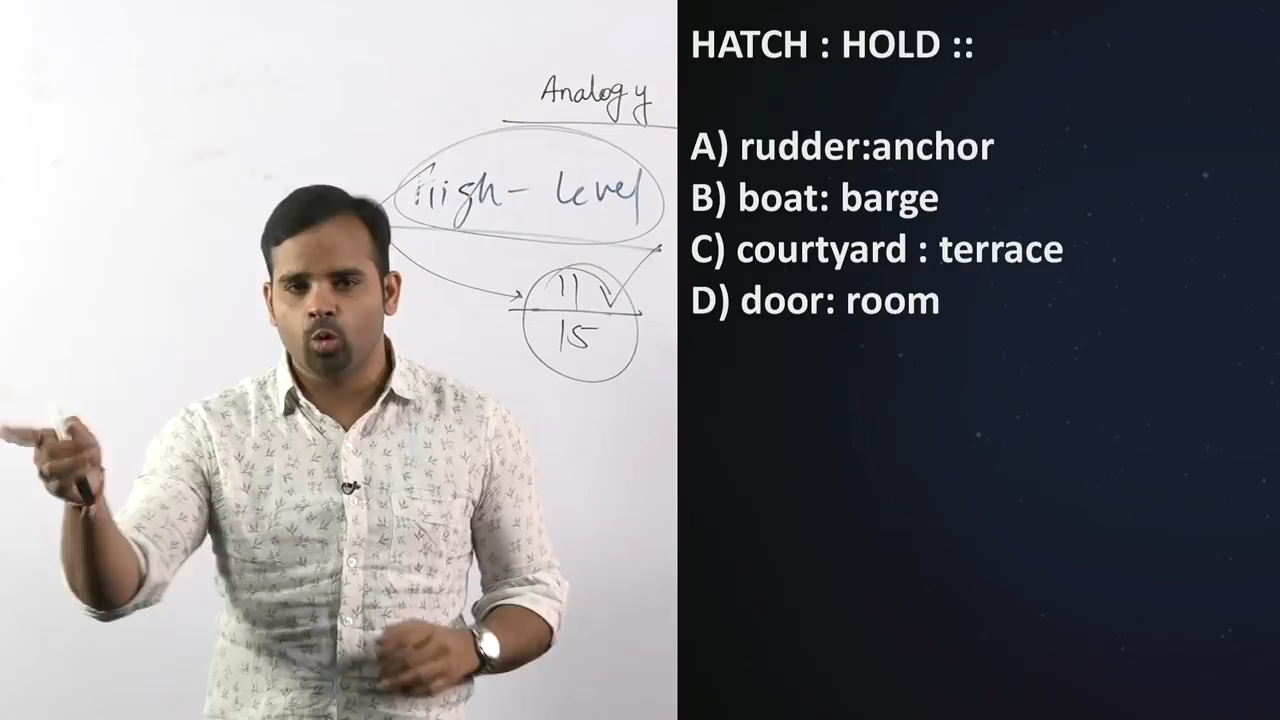 Analogy
High-Level
11
15
HATCH : HOLD ::
A) rudder:anchor
B) boat: barge
C) courtyard : terrace
D) door: room